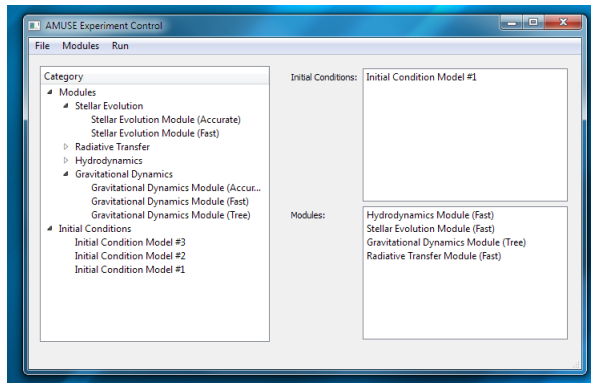 AMUSE Experiment Control
File Modules Run
Category
Modules
Stellar Evolution
Stellar Evolution Module (Accurate)
Stellar Evolution Module (Fast)
Radiative Transfer
Hydrodynamics
Gravitational Dynamics
Gravitational Dynamics Module (Accur...
Gravitational Dynamics Module (Fast)
Gravitational Dynamics Module (Tree)
Initial Conditions
Initial Condition Model #3
Initial Condition Model #2
Initial Condition Model #1
Initial Conditions: Initial Condition Model #1
Modules: Hydrodynamics Module (Fast)
Stellar Evolution Module (Fast)
Gravitational Dynamics Module (Tree)
Radiative Transfer Module (Fast)